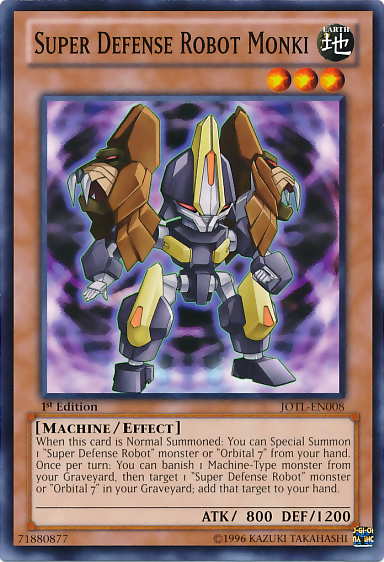 SUPER DEFENSE ROBOT MONKI
EARTH
地
1st Edition
JOTL-EN008
[MACHINE / EFFECT]
When this card is Normal Summoned: You can Special Summon
1 "Super Defense Robot" monster or "Orbital 7" from your hand.
Once per turn: You can banish 1 Machine-Type monster from
your Graveyard, then target 1 "Super Defense Robot" monster
or "Orbital 7" in your Graveyard; add that target to your hand.
ATK/ 800 DEF/1200
71880877
©1996 KAZUKI TAKAHASHI